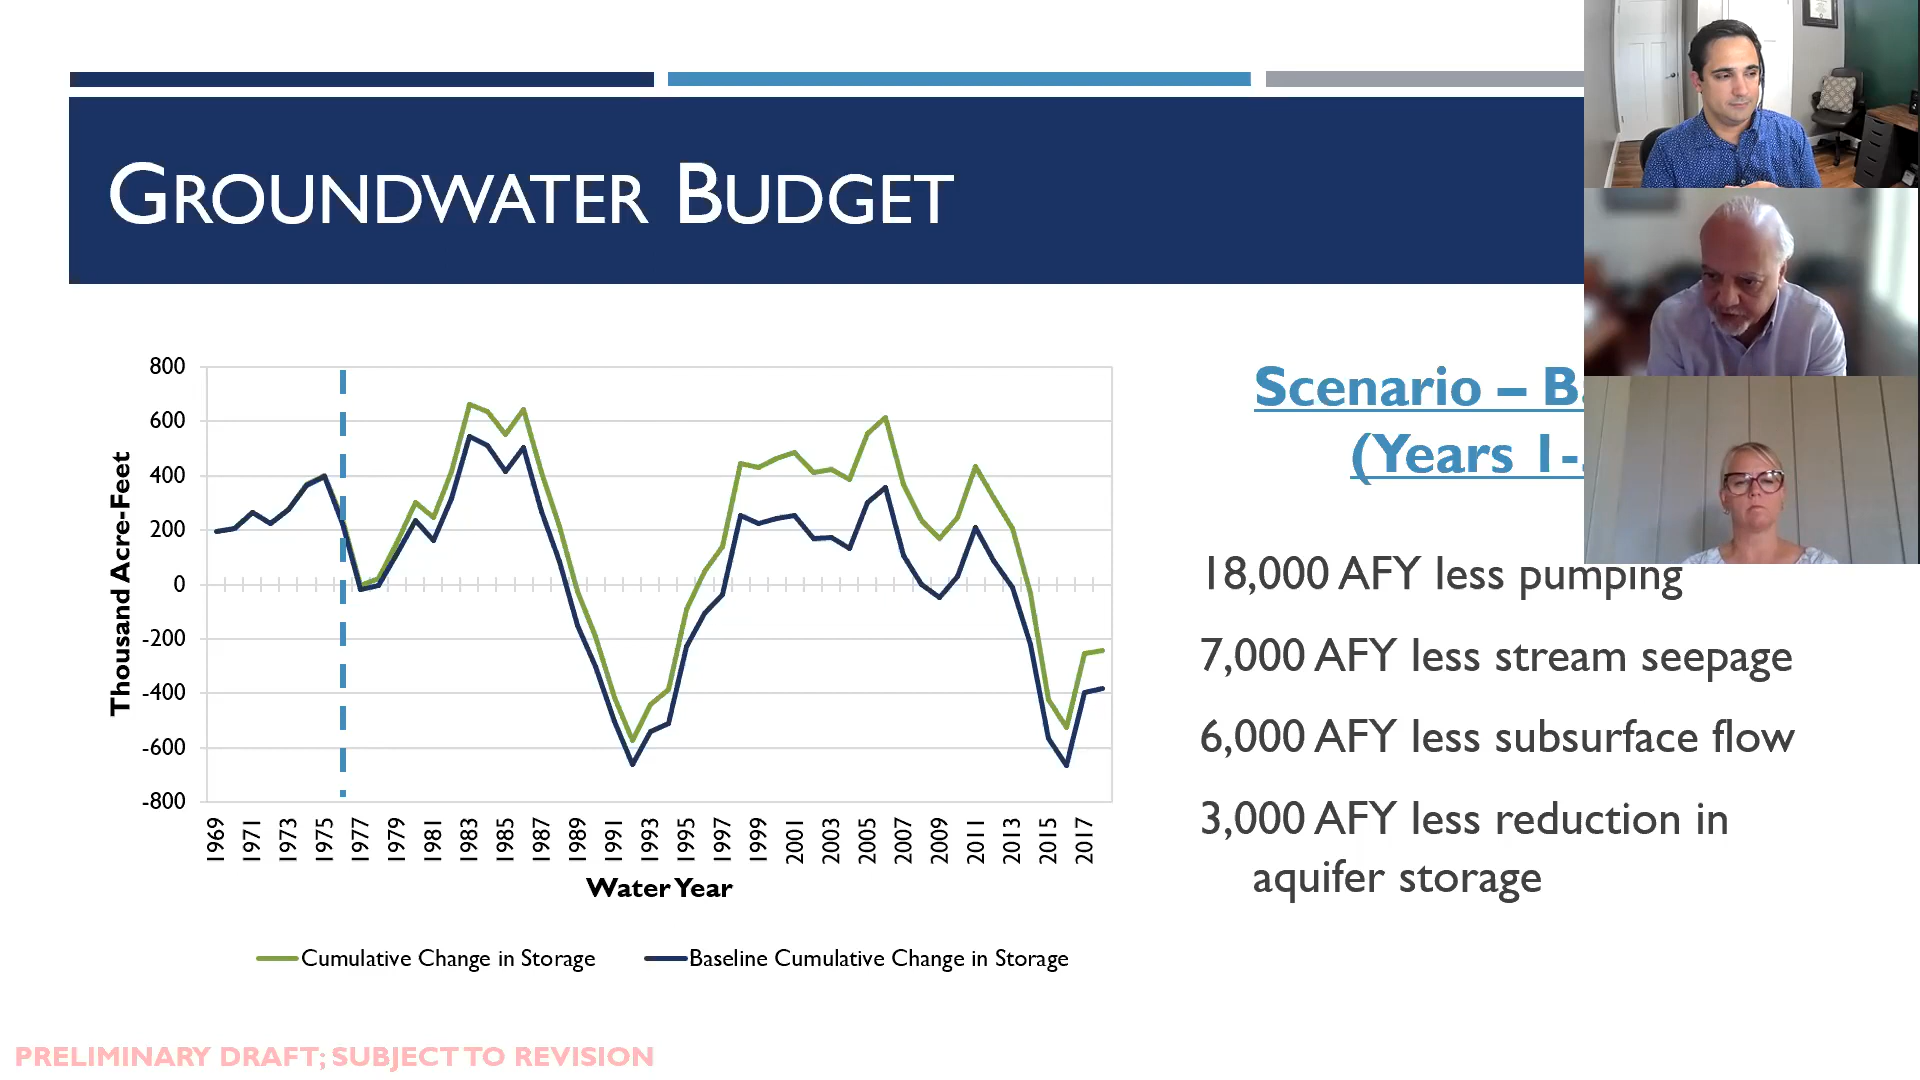 GROUNDWATER BUDGET
Scenario –
(Years 1-
18,000 AFY less pumping
7,000 AFY less stream seepage
6,000 AFY less subsurface flow
3,000 AFY less reduction in
aquifer storage
Thousand Acre-Feet
800
600
400
200
0
-200
-400
-600
-800
1969 1971 1973 1975 1977 1979 1981 1983 1985 1987 1989 1991 1993 1995 1997 1999 2001 2003 2005 2007 2009 2011 2013 2015 2017
Water Year
Cumulative Change in Storage Baseline Cumulative Change in Storage
PRELIMINARY DRAFT; SUBJECT TO REVISION